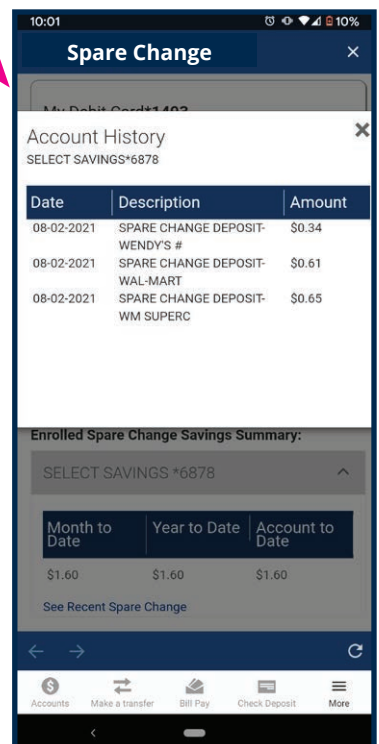 10:01 10%
Spare Change ×
My Debit Card*1493
Account History ×
SELECT SAVINGS*6878
Date Description Amount
08-02-2021 SPARE CHANGE DEPOSIT- $0.34
WENDY'S #
08-02-2021 SPARE CHANGE DEPOSIT- $0.61
WAL-MART
08-02-2021 SPARE CHANGE DEPOSIT- $0.65
WM SUPERC
Enrolled Spare Change Savings Summary:
SELECT SAVINGS *6878
Month to Year to Date Account to
Date Date
$1.60 $1.60 $1.60
See Recent Spare Change
Accounts Make a transfer Bill Pay Check Deposit More